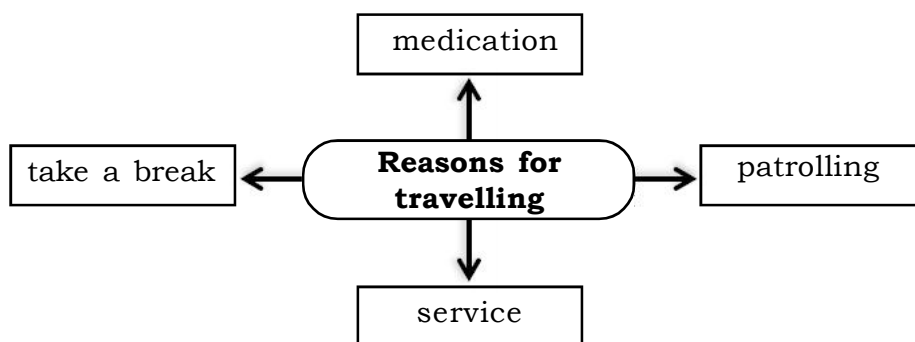 medication
take a break
Reasons for
travelling
patrolling
service